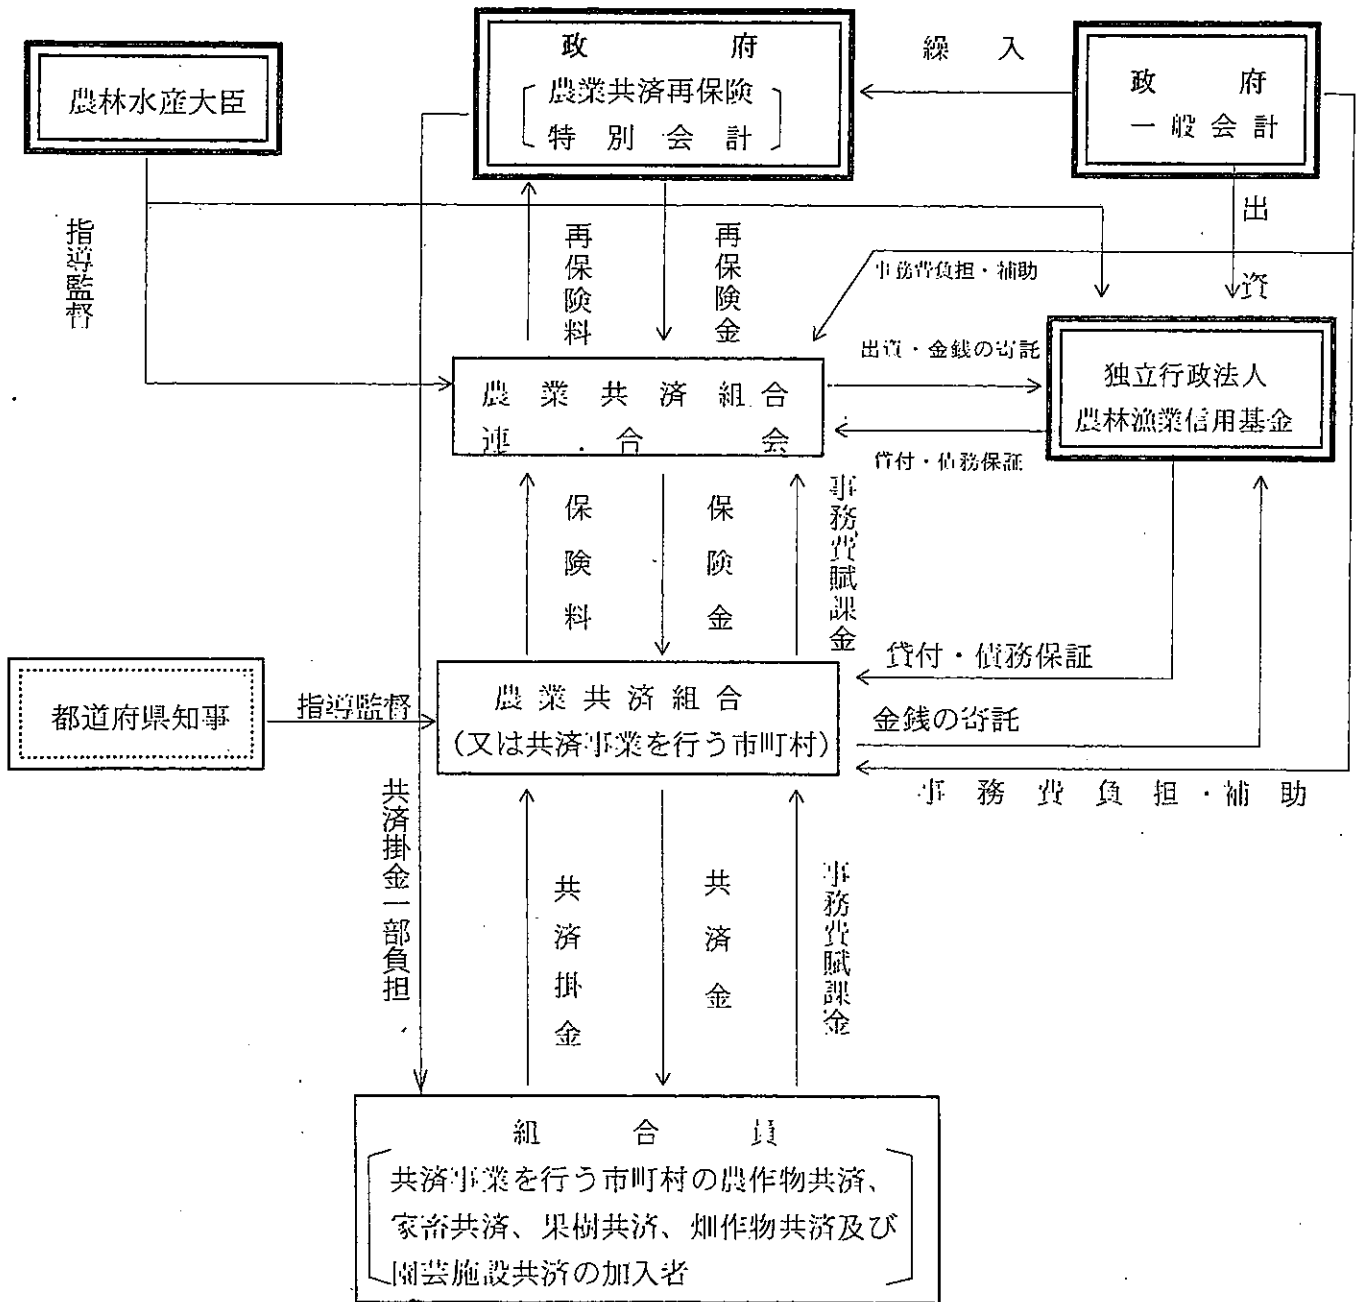 農林水産大臣
政府
農業共済再保険
特別会計
繰入
政府
一般会計
指導監督
再保険料
再保険金
事務費負担・補助
出資
出資・金銭の寄託
貸付・債務保証
独立行政法人
農林漁業信用基金
農業共済組合
連合会
保険料
保険金
事務費賦課金
貸付・債務保証
都道府県知事
指導監督
農業共済組合
(又は共済事業を行う市町村)
金銭の寄託
事務費負担・補助
共済掛金一部負担
共済掛金
共済金
事務費賦課金
組合員
共済事業を行う市町村の農作物共済、
家畜共済、果樹共済、畑作物共済及び
園芸施設共済の加入者